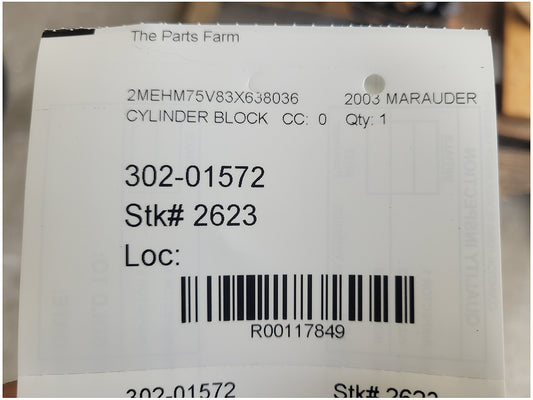 The Parts Farm
2MEHM75V83X638036 2003 MARAUDER
CYLINDER BLOCK CC: 0 Qty: 1
302-01572
Stk# 2623
Loc:
R00117849
302-01572 Stk# 2623